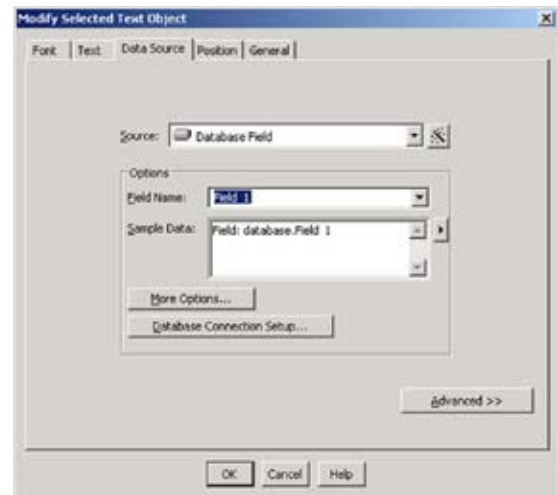 Modify Selected Text Object
Font Text Data Source Position General
Source: Database Field
Options
Field Name: Field 1
Sample Data: Field: database.Field 1
More Options...
Database Connection Setup...
Advanced >>
OK Cancel Help